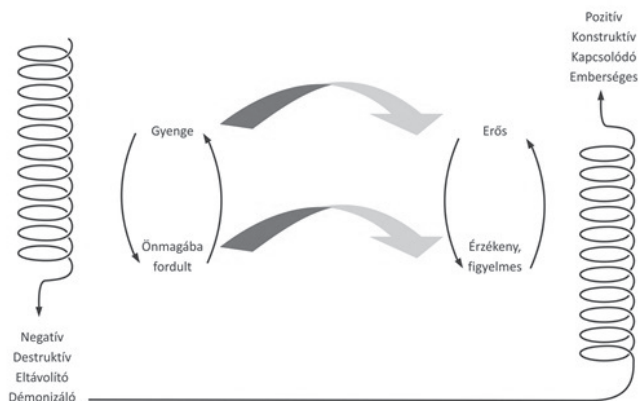 Pozitív
Konstruktív
Kapcsolódó
Emberséges
Gyenge
Erős
Önmagába
fordult
Érzékeny,
figyelmes
Negatív
Destruktív
Eltávolító
Démonizáló